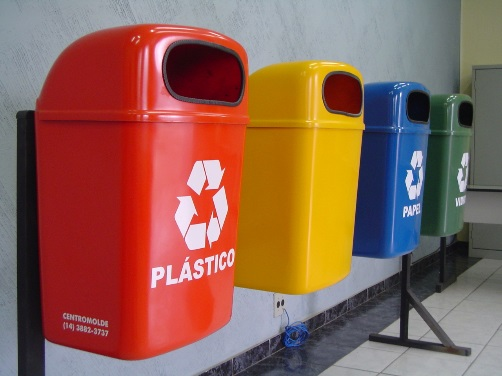 PLÁSTICO
CENTROMOLDE
(14) 3882-3737
PAPEL